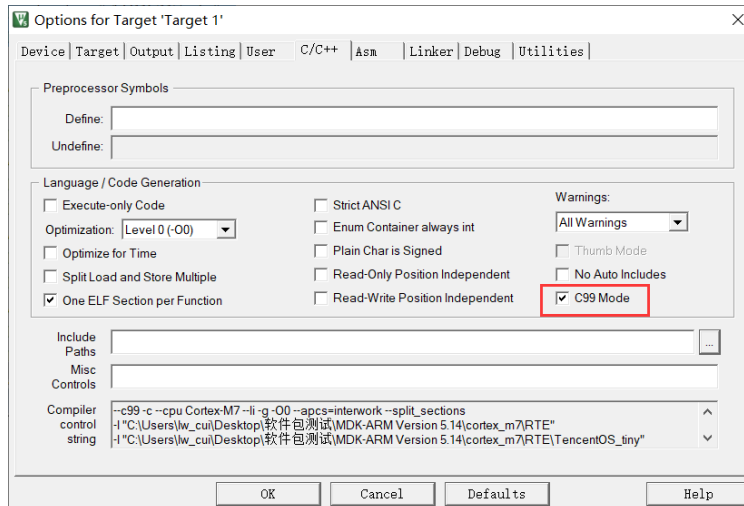 Options for Target 'Target 1'
Device Target Output Listing User C/C++ Asm Linker Debug Utilities
Preprocessor Symbols
Define:
Undefine:
Language / Code Generation
Execute-only Code
Strict ANSI C
Warnings:
Optimization: Level 0 (-O0)
Enum Container always int
All Warnings
Optimize for Time
Plain Char is Signed
Thumb Mode
Split Load and Store Multiple
Read-Only Position Independent
No Auto Includes
One ELF Section per Function
Read-Write Position Independent
C99 Mode
Include
Paths
...
Misc
Controls
Compiler
control
string
--c99 -c --cpu Cortex-M7 --li -g -O0 --apcs=interwork --split_sections
-I "C:\Users\lw_cui\Desktop\软件包测试\MDK-ARM Version 5.14\cortex_m7\RTE"
-I "C:\Users\lw_cui\Desktop\软件包测试\MDK-ARM Version 5.14\cortex_m7\RTE\TencentOS_tiny"
OK Cancel Defaults Help